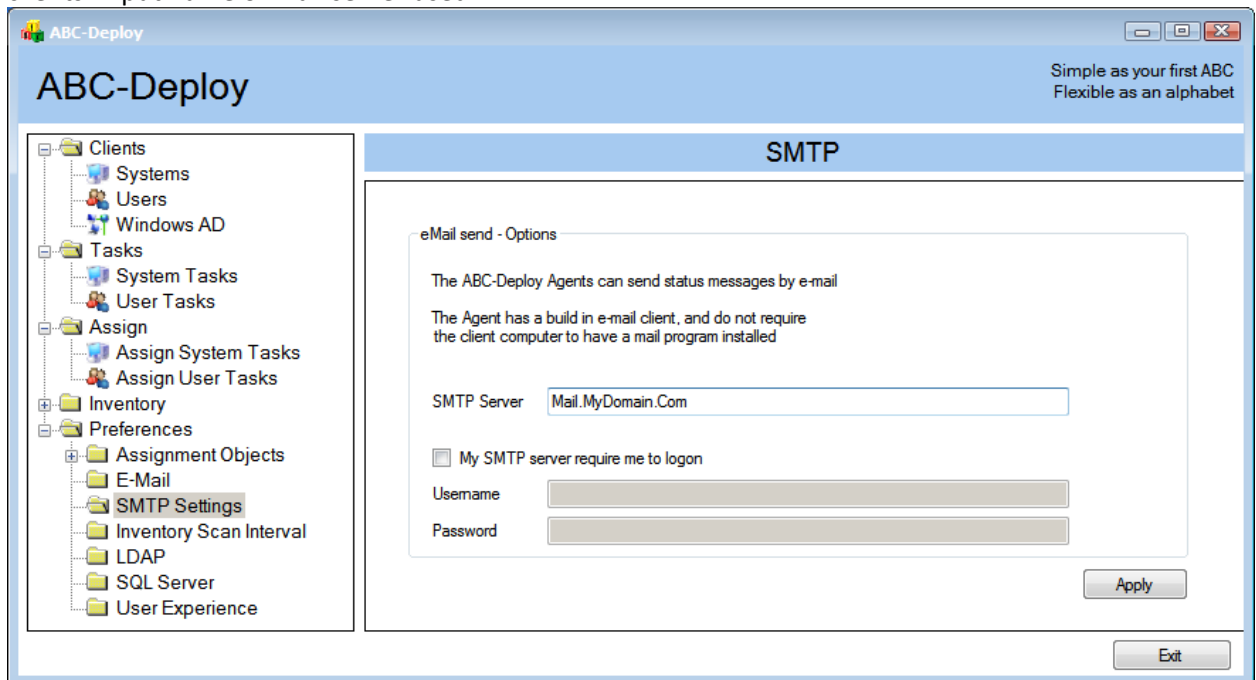 ABC-Deploy
ABC-Deploy
Simple as your first ABC
Flexible as an alphabet
Clients
Systems
Users
Windows AD
Tasks
System Tasks
User Tasks
Assign
Assign System Tasks
Assign User Tasks
Inventory
Preferences
Assignment Objects
E-Mail
SMTP Settings
Inventory Scan Interval
LDAP
SQL Server
User Experience
SMTP
eMail send - Options
The ABC-Deploy Agents can send status messages by e-mail
The Agent has a build in e-mail client, and do not require
the client computer to have a mail program installed
SMTP Server
Mail.MyDomain.Com
My SMTP server require me to logon
Username
Password
Apply
Exit